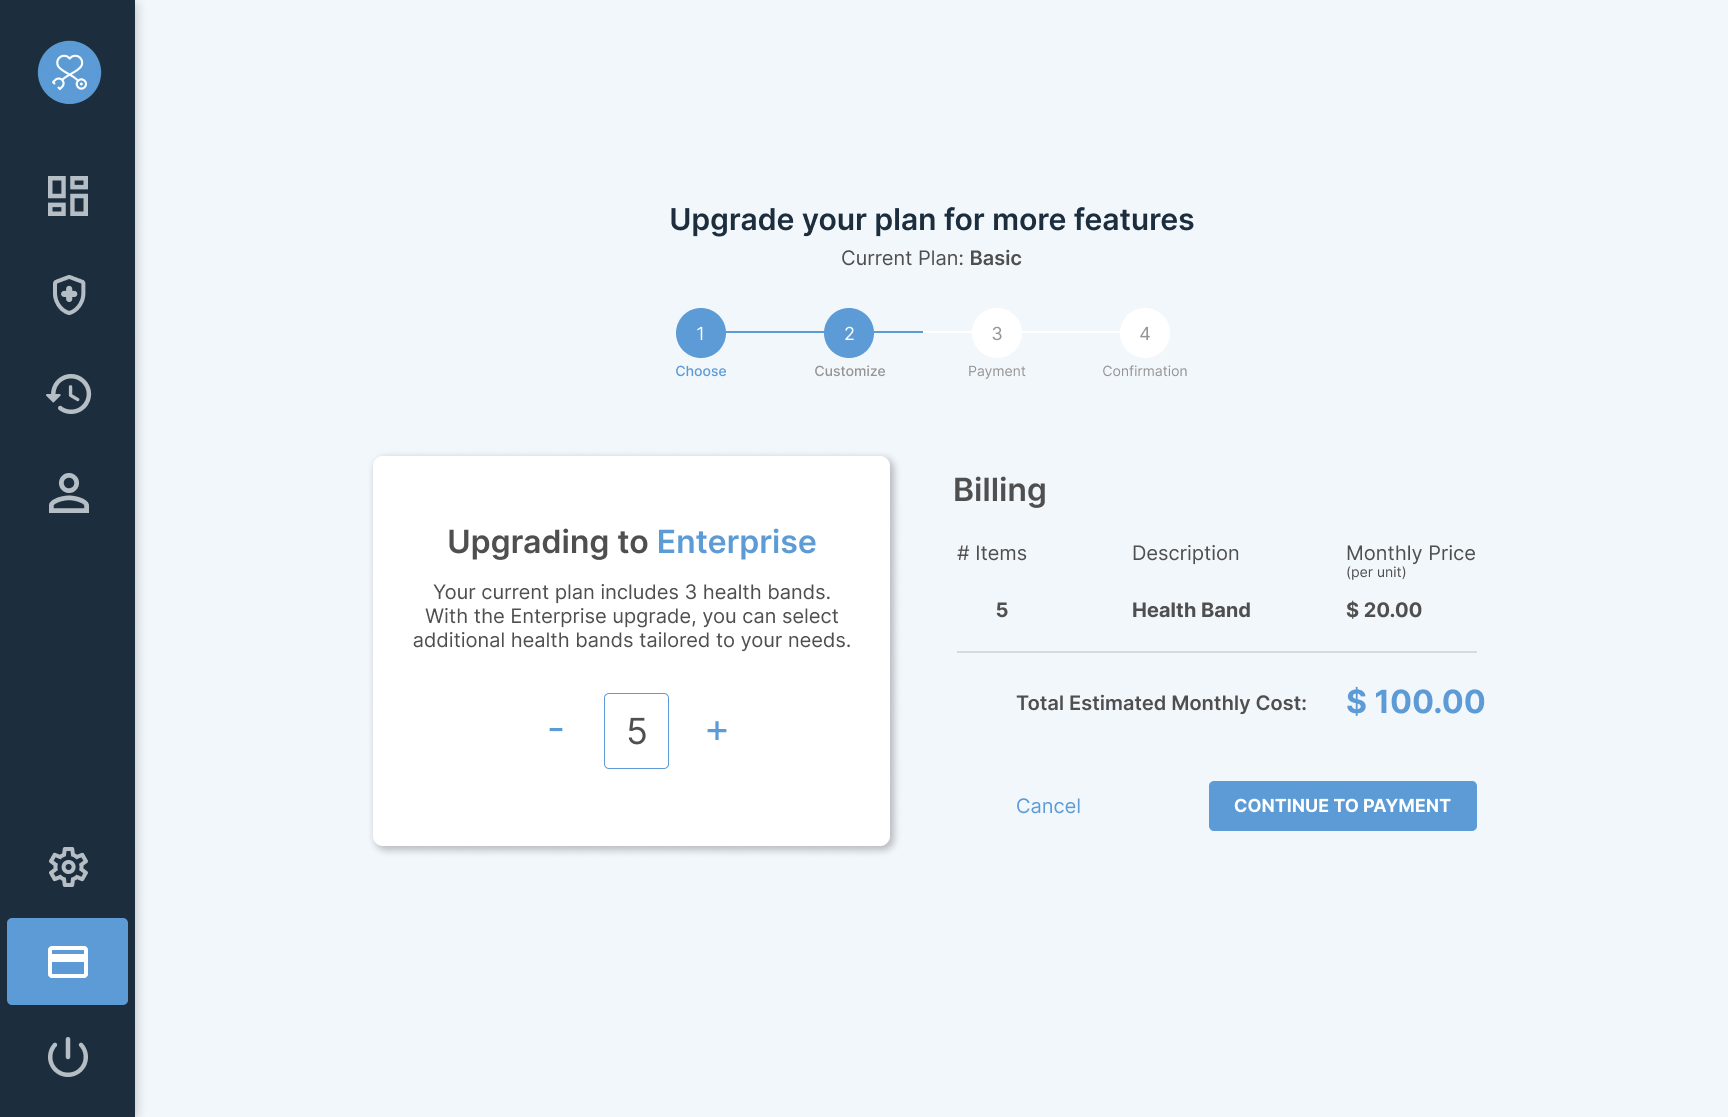 Upgrade your plan for more features
Current Plan: Basic
1
2
3
4
Choose
Customize
Payment
Confirmation
Upgrading to Enterprise
Your current plan includes 3 health bands.
With the Enterprise upgrade, you can select
additional health bands tailored to your needs.
- 5 +
Billing
# Items Description Monthly Price
(per unit)
5 Health Band $ 20.00
Total Estimated Monthly Cost: $ 100.00
Cancel CONTINUE TO PAYMENT